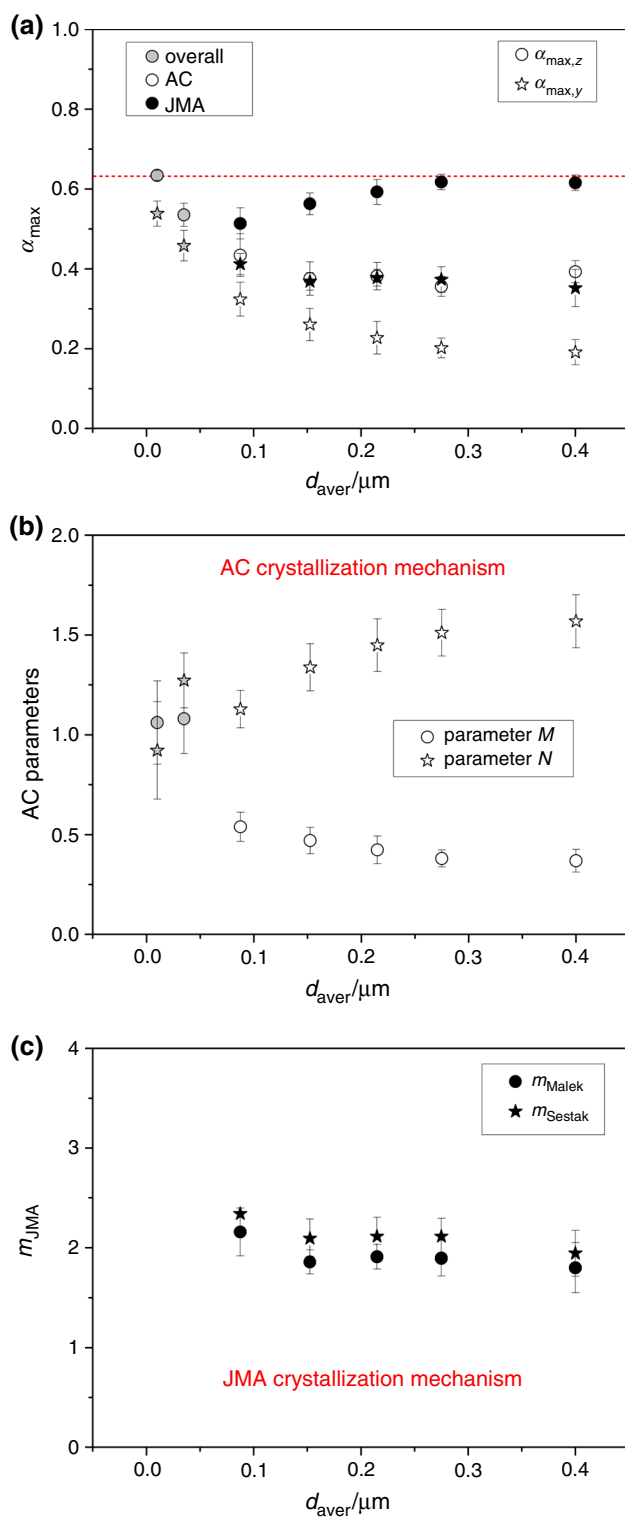 (a)
1.0
0.8
0.6
0.4
0.2
0.0
αmax
overall
AC
JMA
αmax,z
αmax,y
0.0 0.1 0.2 0.3 0.4
daver/μm
(b)
2.0
1.5
1.0
0.5
0.0
AC parameters
AC crystallization mechanism
parameter M
parameter N
0.0 0.1 0.2 0.3 0.4
daver/μm
(c)
4
3
2
1
0
mJMA
mMalek
mSestak
JMA crystallization mechanism
0.0 0.1 0.2 0.3 0.4
daver/μm